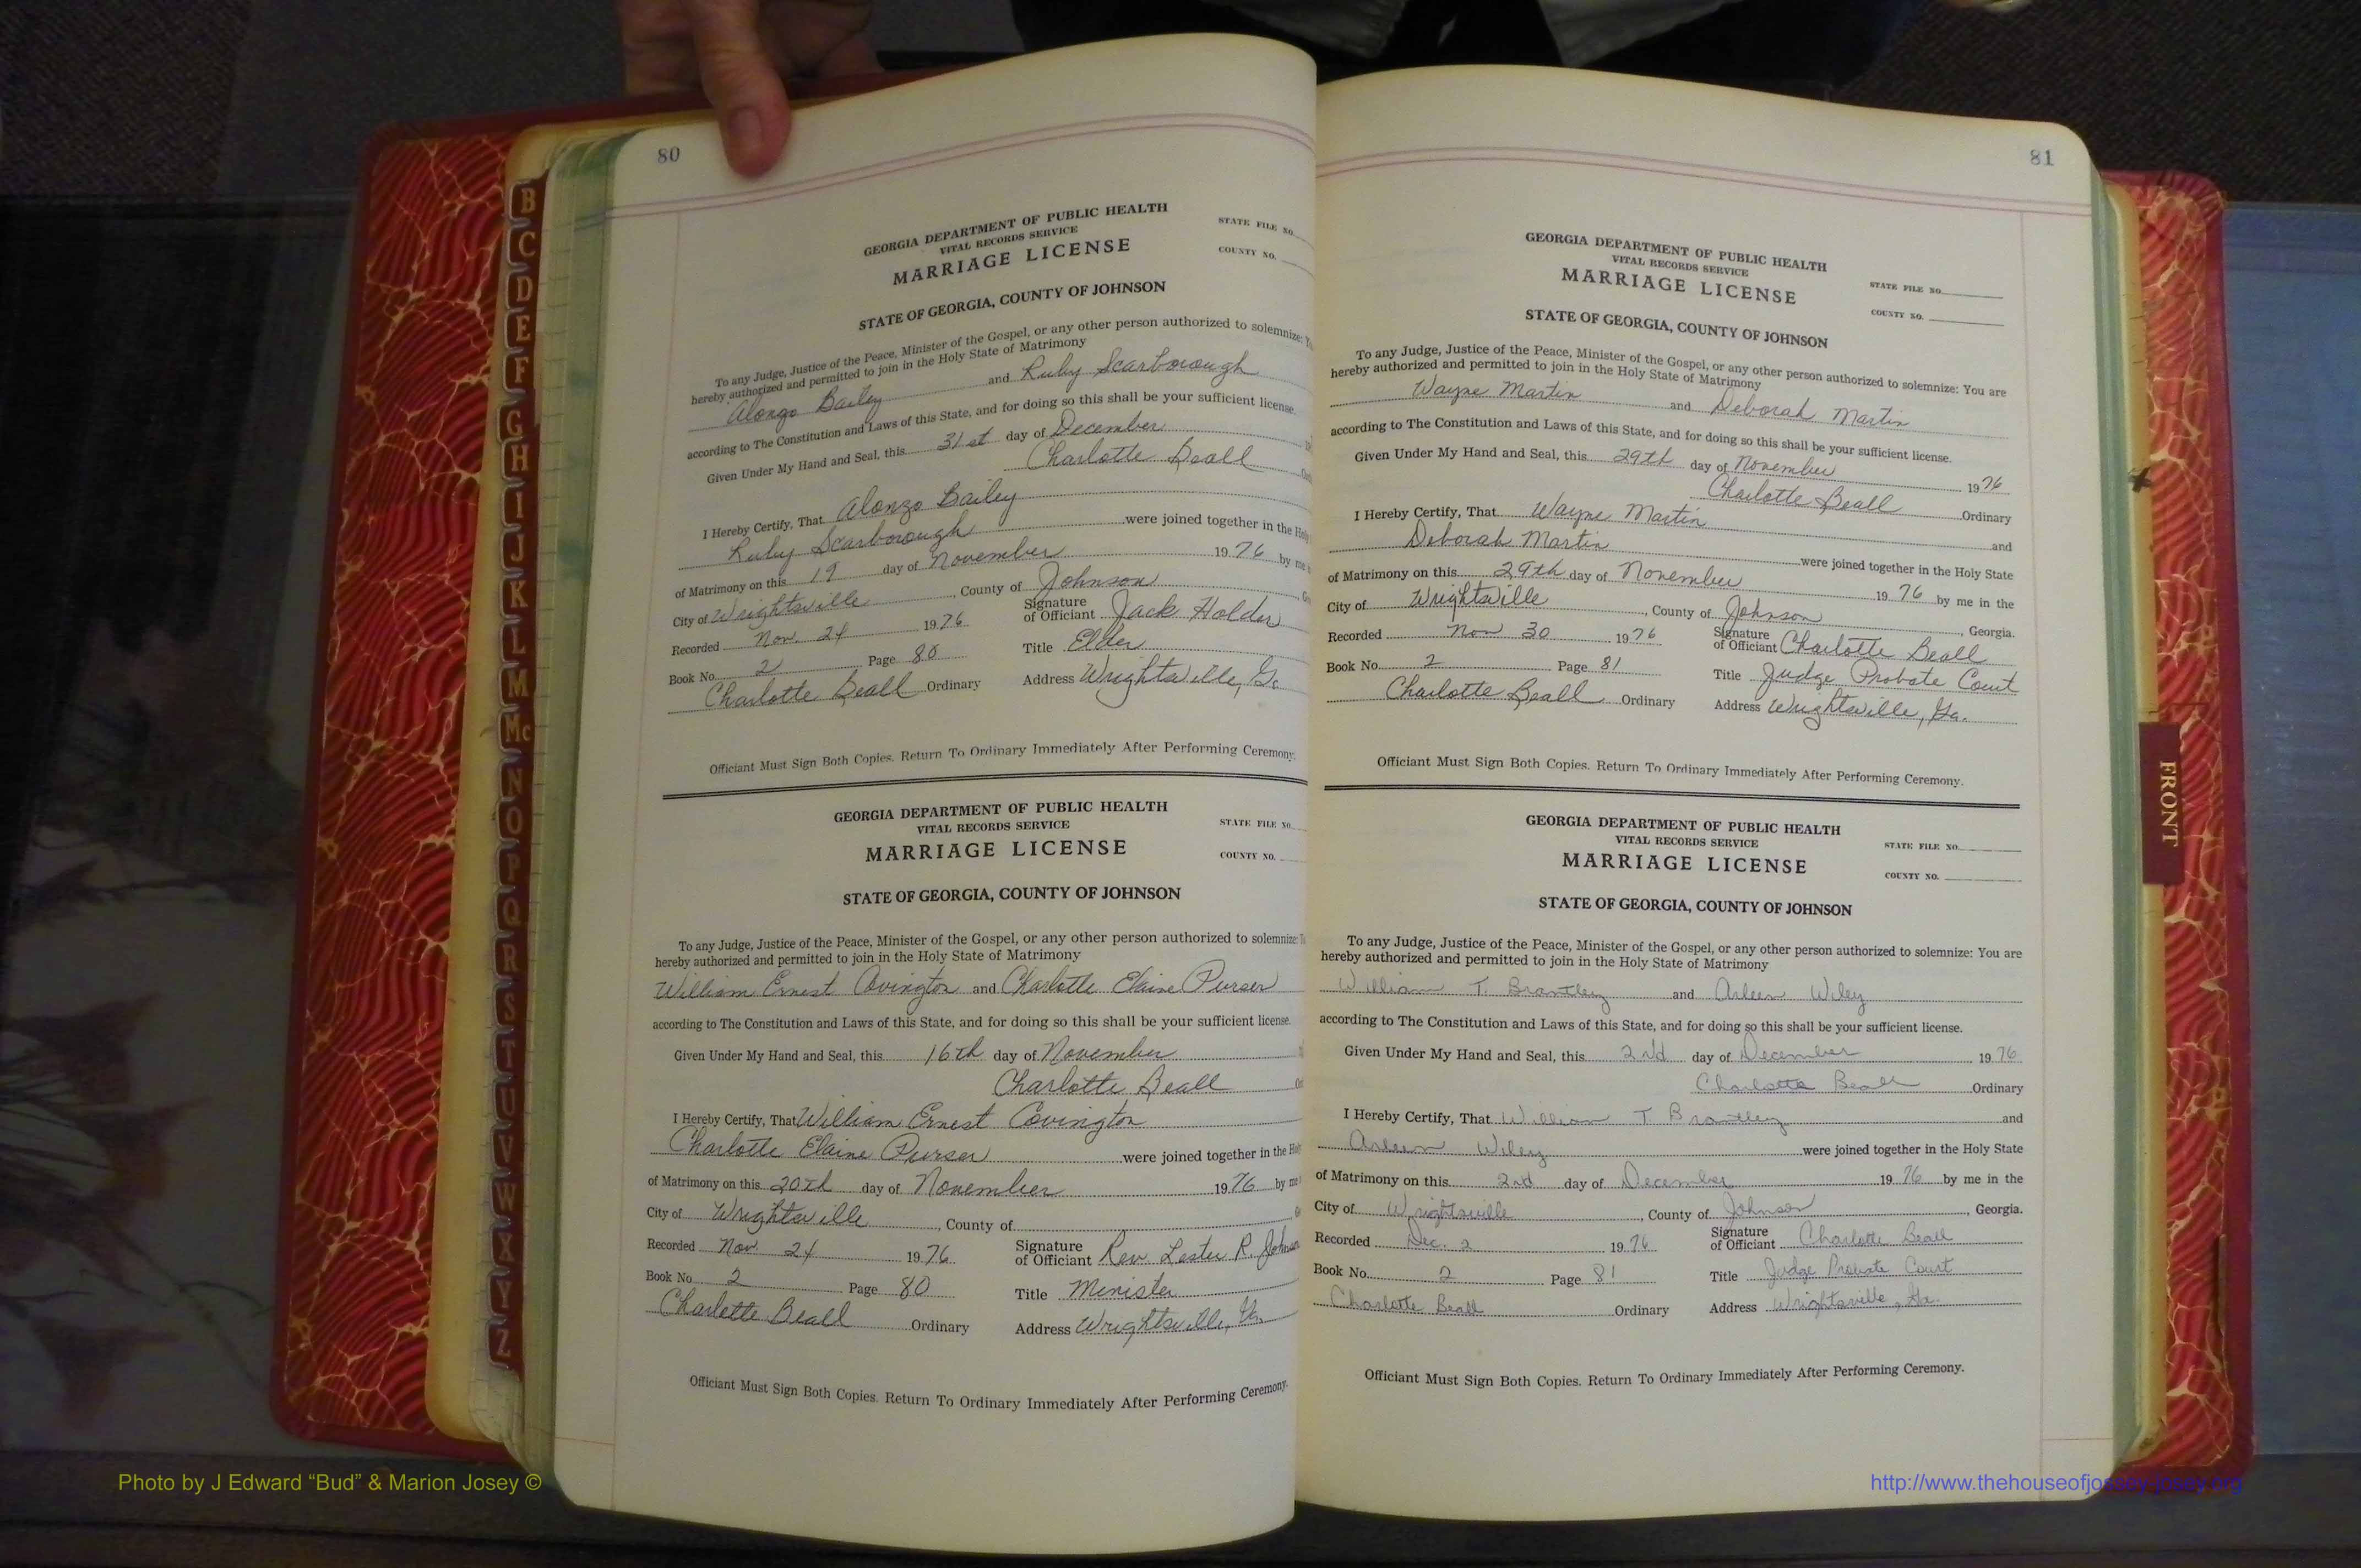 80
GEORGIA DEPARTMENT OF PUBLIC HEALTH
VITAL RECORDS SERVICE
MARRIAGE LICENSE
STATE FILE NO.
COUNTY NO.
STATE OF GEORGIA, COUNTY OF JOHNSON
To any Judge, Justice of the Peace, Minister of the Gospel, or any other person authorized to solemnize:
hereby authorized and permitted to join in the Holy State of Matrimony
Alonzo Bailey and Ruby Scarborough
according to The Constitution and Laws of this State, and for doing so this shall be your sufficient license.
Given Under My Hand and Seal, this 31st day of December
Charlotte Beall
I Hereby Certify, That Alonzo Bailey
Ruby Scarborough were joined together in the
of Matrimony on this 19 day of November 1976 by me
City of Wrightsville, County of Johnson
Recorded Nov. 24 1976 Signature of Officiant Jack Holder
Book No. 2 Page 80 Title Elder
Charlotte Beall Ordinary Address Wrightsville, Ga
Officiant Must Sign Both Copies. Return To Ordinary Immediately After Performing Ceremony.
GEORGIA DEPARTMENT OF PUBLIC HEALTH
VITAL RECORDS SERVICE
MARRIAGE LICENSE
STATE FILE NO.
COUNTY NO.
STATE OF GEORGIA, COUNTY OF JOHNSON
To any Judge, Justice of the Peace, Minister of the Gospel, or any other person authorized to solemnize:
hereby authorized and permitted to join in the Holy State of Matrimony
William Ernest Covington and Charlotte Elaine Purser
according to The Constitution and Laws of this State, and for doing so this shall be your sufficient license.
Given Under My Hand and Seal, this 16th day of November
Charlotte Beall
I Hereby Certify, That William Ernest Covington
Charlotte Elaine Purser were joined together in the
of Matrimony on this 20th day of November 1976 by me
City of Wrightsville, County of
Recorded Nov. 24 1976 Signature of Officiant Rev. Lester R. Johnson
Book No. 2 Page 80 Title Minister
Charlotte Beall Ordinary Address Wrightsville, Ga.
Officiant Must Sign Both Copies. Return To Ordinary Immediately After Performing Ceremony.
81
GEORGIA DEPARTMENT OF PUBLIC HEALTH
VITAL RECORDS SERVICE
MARRIAGE LICENSE
STATE FILE NO.
COUNTY NO.
STATE OF GEORGIA, COUNTY OF JOHNSON
To any Judge, Justice of the Peace, Minister of the Gospel, or any other person authorized to solemnize: You are
hereby authorized and permitted to join in the Holy State of Matrimony
Wayne Martin and Deborah Martin
according to The Constitution and Laws of this State, and for doing so this shall be your sufficient license.
Given Under My Hand and Seal, this 29th day of November 1976
Charlotte Beall Ordinary
I Hereby Certify, That Wayne Martin and
Deborah Martin were joined together in the Holy State
of Matrimony on this 29th day of November 1976 by me in the
City of Wrightsville, County of Johnson, Georgia.
Recorded Nov 30 1976 Signature of Officiant Charlotte Beall
Book No. 2 Page 81 Title Judge Probate Court
Charlotte Beall Ordinary Address Wrightsville, Ga.
Officiant Must Sign Both Copies. Return To Ordinary Immediately After Performing Ceremony.
GEORGIA DEPARTMENT OF PUBLIC HEALTH
VITAL RECORDS SERVICE
MARRIAGE LICENSE
STATE FILE NO.
COUNTY NO.
STATE OF GEORGIA, COUNTY OF JOHNSON
To any Judge, Justice of the Peace, Minister of the Gospel, or any other person authorized to solemnize: You are
hereby authorized and permitted to join in the Holy State of Matrimony
William T. Brantley and Arleen Wiley
according to The Constitution and Laws of this State, and for doing so this shall be your sufficient license.
Given Under My Hand and Seal, this 2nd day of December 1976
Charlotte Beall Ordinary
I Hereby Certify, That William T Brantley and
Arleen Wiley were joined together in the Holy State
of Matrimony on this 2nd day of December 1976 by me in the
City of Wrightsville, County of Johnson, Georgia.
Recorded Dec. 2 1976 Signature of Officiant Charlotte Beall
Book No. 2 Page 81 Title Judge Probate Court
Charlotte Beall Ordinary Address Wrightsville, Ga.
Officiant Must Sign Both Copies. Return To Ordinary Immediately After Performing Ceremony.
B
C
D
E
F
G
H
I
J
K
L
M
Mc
N
O
P
Q
R
S
T
U
V
W
X
Y
Z
FRONT
Photo by J Edward “Bud” & Marion Josey ©
http://www.thehouseofjossey-josey.org